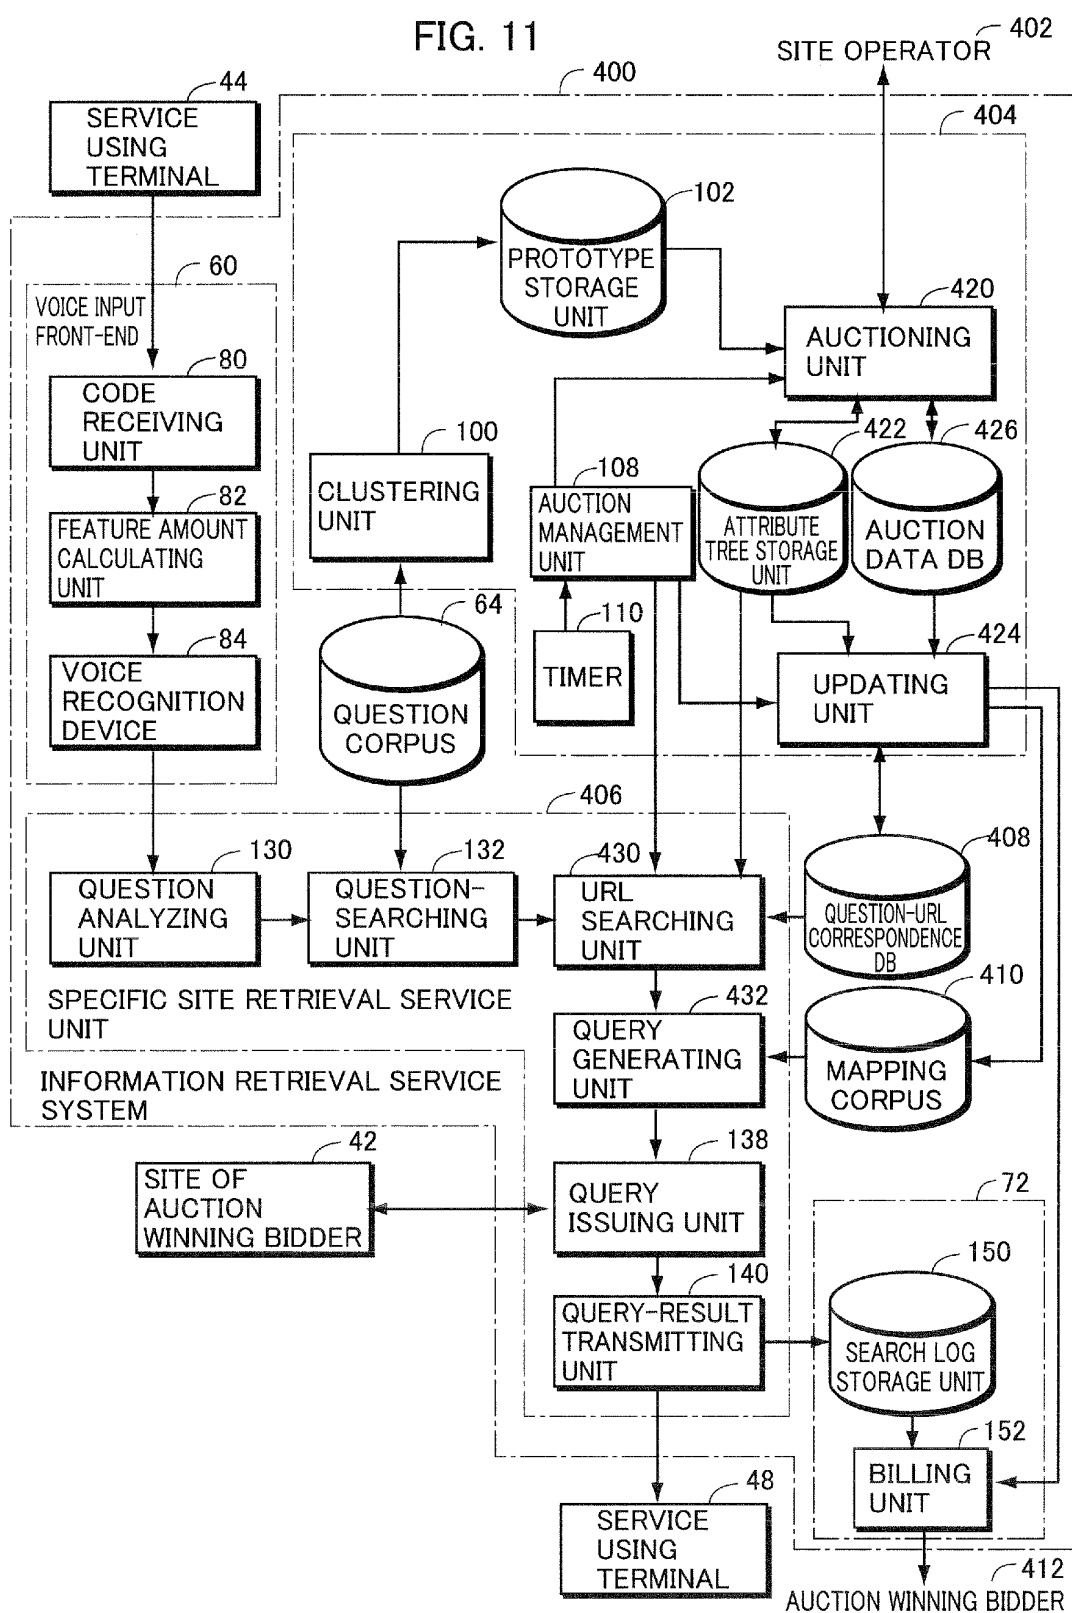 FIG. 11
402
SITE OPERATOR
400
404
44
SERVICE
USING
TERMINAL
102
PROTOTYPE
STORAGE
UNIT
60
VOICE INPUT
FRONT-END
420
AUCTIONING
UNIT
80
CODE
RECEIVING
UNIT
100
CLUSTERING
UNIT
108
AUCTION
MANAGEMENT
UNIT
422
ATTRIBUTE
TREE STORAGE
UNIT
426
AUCTION
DATA DB
82
FEATURE AMOUNT
CALCULATING
UNIT
64
QUESTION
CORPUS
110
TIMER
424
UPDATING
UNIT
84
VOICE
RECOGNITION
DEVICE
406
130
QUESTION
ANALYZING
UNIT
132
QUESTION-
SEARCHING
UNIT
430
URL
SEARCHING
UNIT
408
QUESTION-URL
CORRESPONDENCE
DB
SPECIFIC SITE RETRIEVAL SERVICE
UNIT
432
QUERY
GENERATING
UNIT
410
MAPPING
CORPUS
INFORMATION RETRIEVAL SERVICE
SYSTEM
42
SITE OF
AUCTION
WINNING BIDDER
138
QUERY
ISSUING UNIT
72
140
QUERY-RESULT
TRANSMITTING
UNIT
150
SEARCH LOG
STORAGE UNIT
152
BILLING
UNIT
48
SERVICE
USING
TERMINAL
412
AUCTION WINNING BIDDER